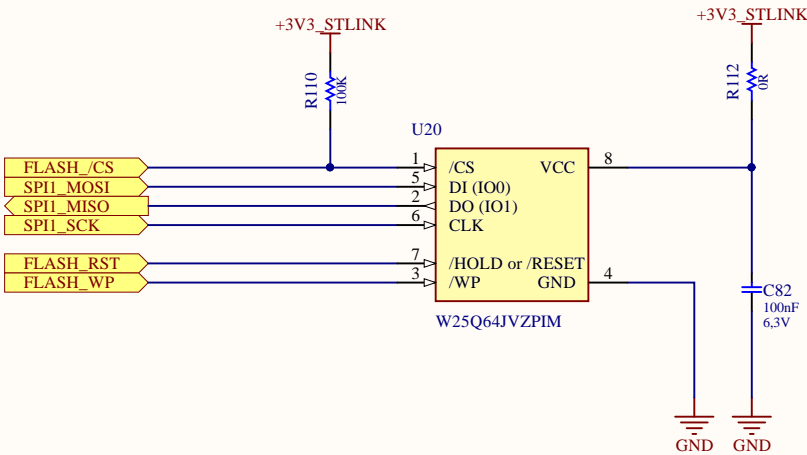 +3V3_STLINK
+3V3_STLINK
R110
100K
R112
0R
U20
FLASH_/CS
1
/CS
VCC
8
SPI1_MOSI
5
DI (IO0)
SPI1_MISO
2
DO (IO1)
SPI1_SCK
6
CLK
FLASH_RST
7
/HOLD or /RESET
FLASH_WP
3
/WP
GND
4
C82
100nF
6,3V
W25Q64JVZPIM
GND
GND